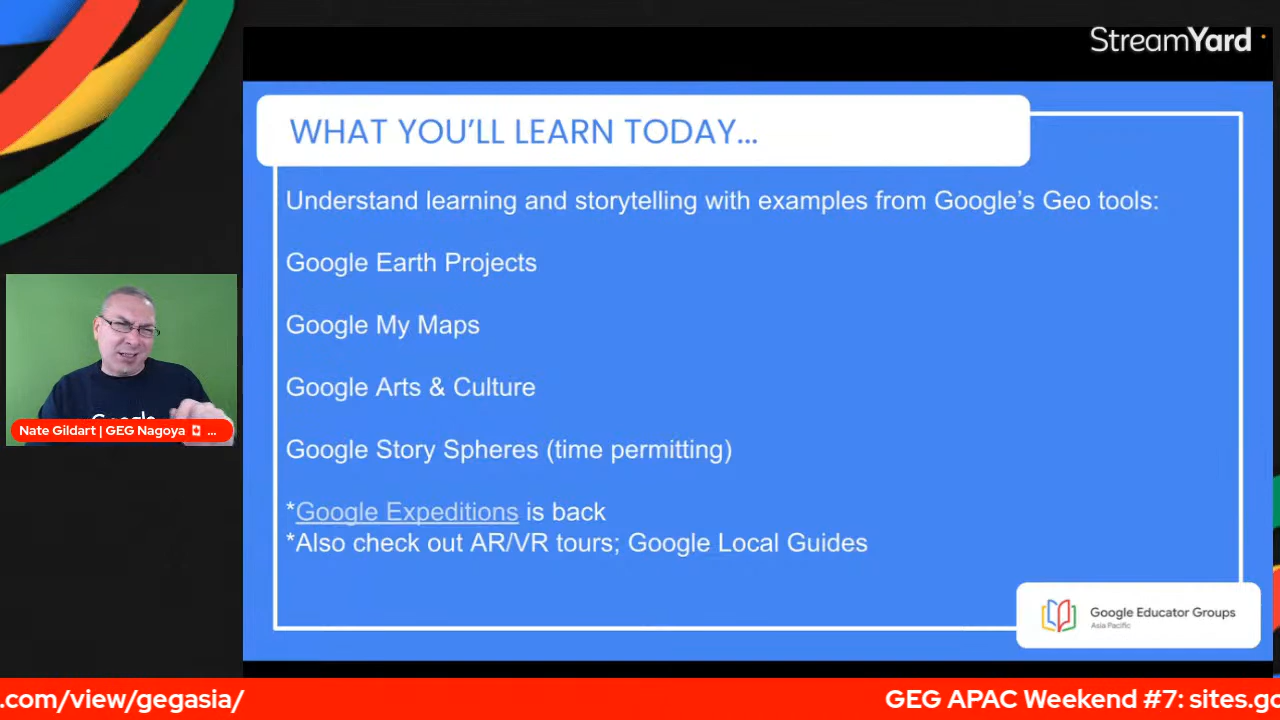 StreamYard
WHAT YOU’LL LEARN TODAY...
Understand learning and storytelling with examples from Google’s Geo tools:
Google Earth Projects
Google My Maps
Google Arts & Culture
Google Story Spheres (time permitting)
*Google Expeditions is back
*Also check out AR/VR tours; Google Local Guides
Google
Nate Gildart | GEG Nagoya 🇨🇦 ...
Google Educator Groups
Asia Pacific
.com/view/gegasia/
GEG APAC Weekend #7: sites.go